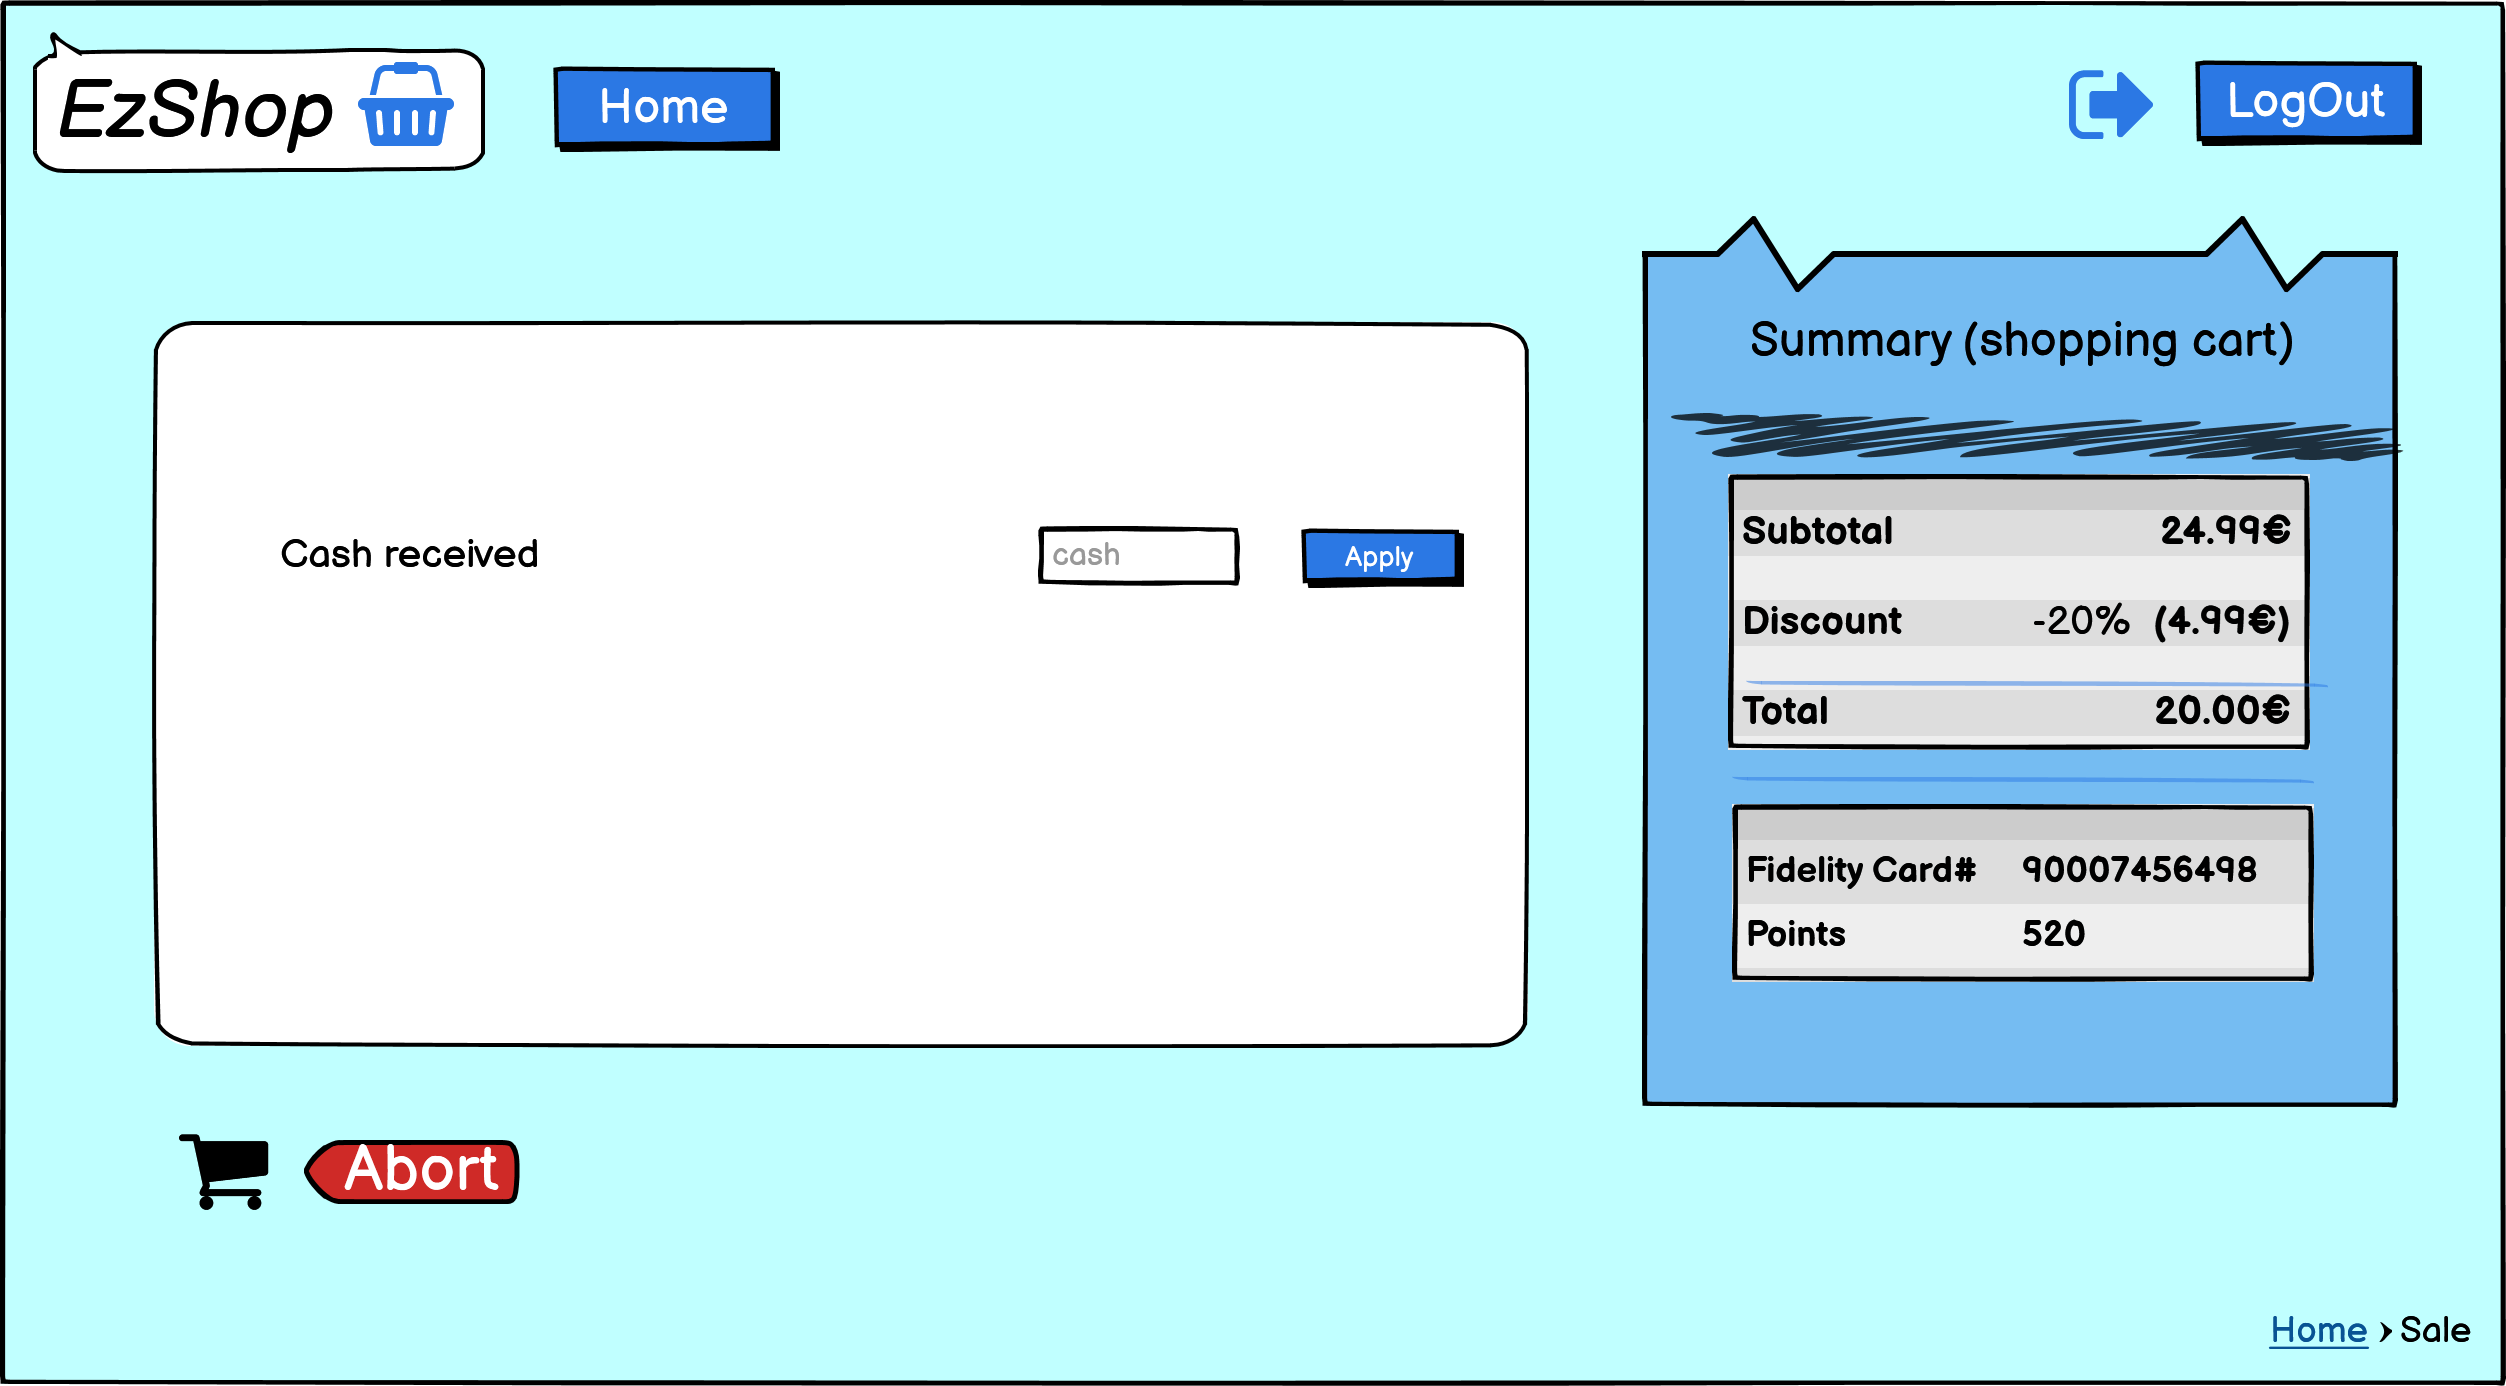 EzShop
Home
LogOut
Summary (shopping cart)
Subtotal 24.99€
Discount -20% (4.99€)
Total 20.00€
Cash received
cash
Apply
Fidelity Card# 90007456498
Points 520
Abort
Home › Sale